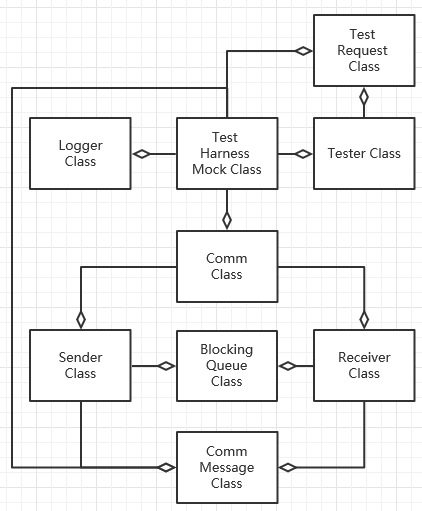 Test
Request
Class
Logger
Class
Test
Harness
Mock Class
Tester Class
Comm
Class
Sender
Class
Blocking
Queue
Class
Receiver
Class
Comm
Message
Class